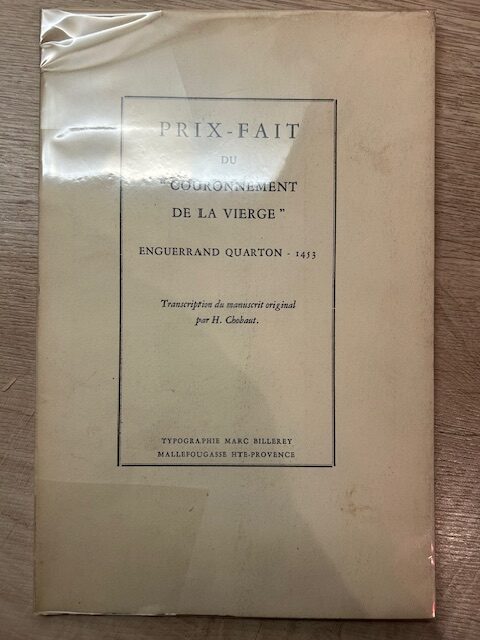 PRIX-FAIT
DU
"COURONNEMENT
DE LA VIERGE"
ENGUERRAND QUARTON - 1453
Transcription du manuscrit original
par H. Chobaut.
TYPOGRAPHIE MARC BILLEREY
MALLEFOUGASSE HTE-PROVENCE